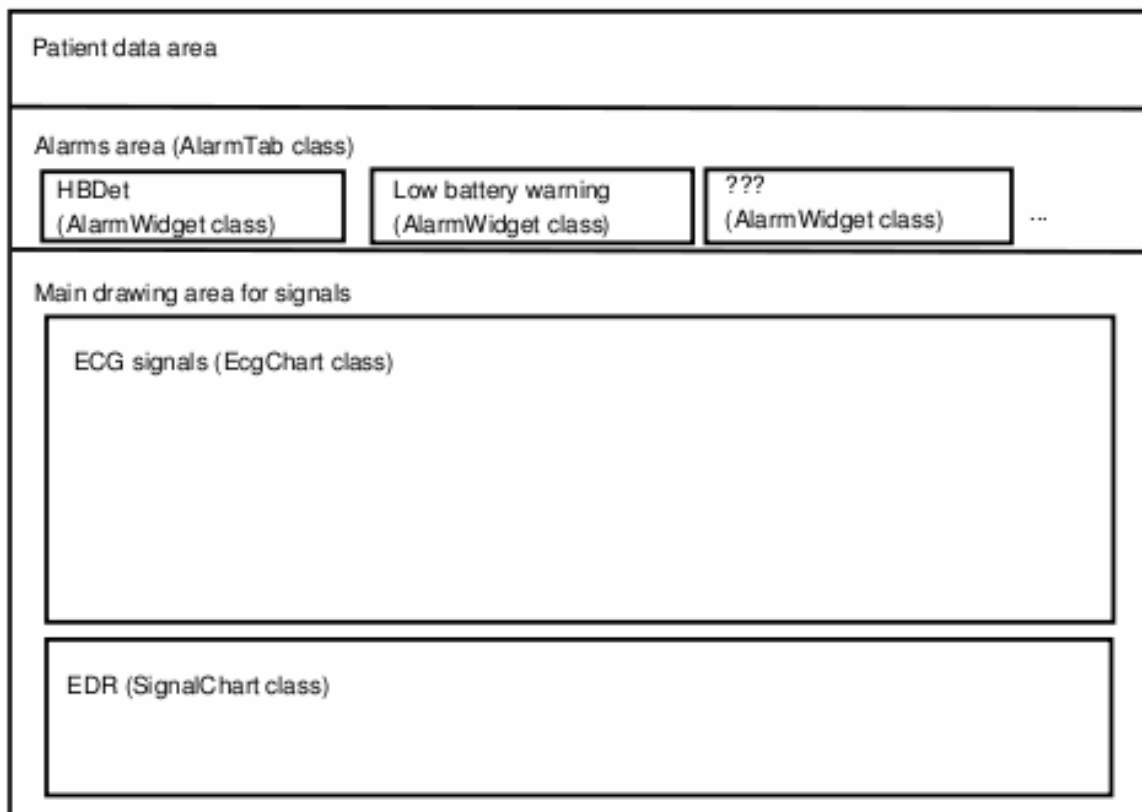 Patient data area
Alarms area (AlarmTab class)
HBDet
(AlarmWidget class)
Low battery warning
(AlarmWidget class)
???
(AlarmWidget class)
...
Main drawing area for signals
ECG signals (EcgChart class)
EDR (SignalChart class)